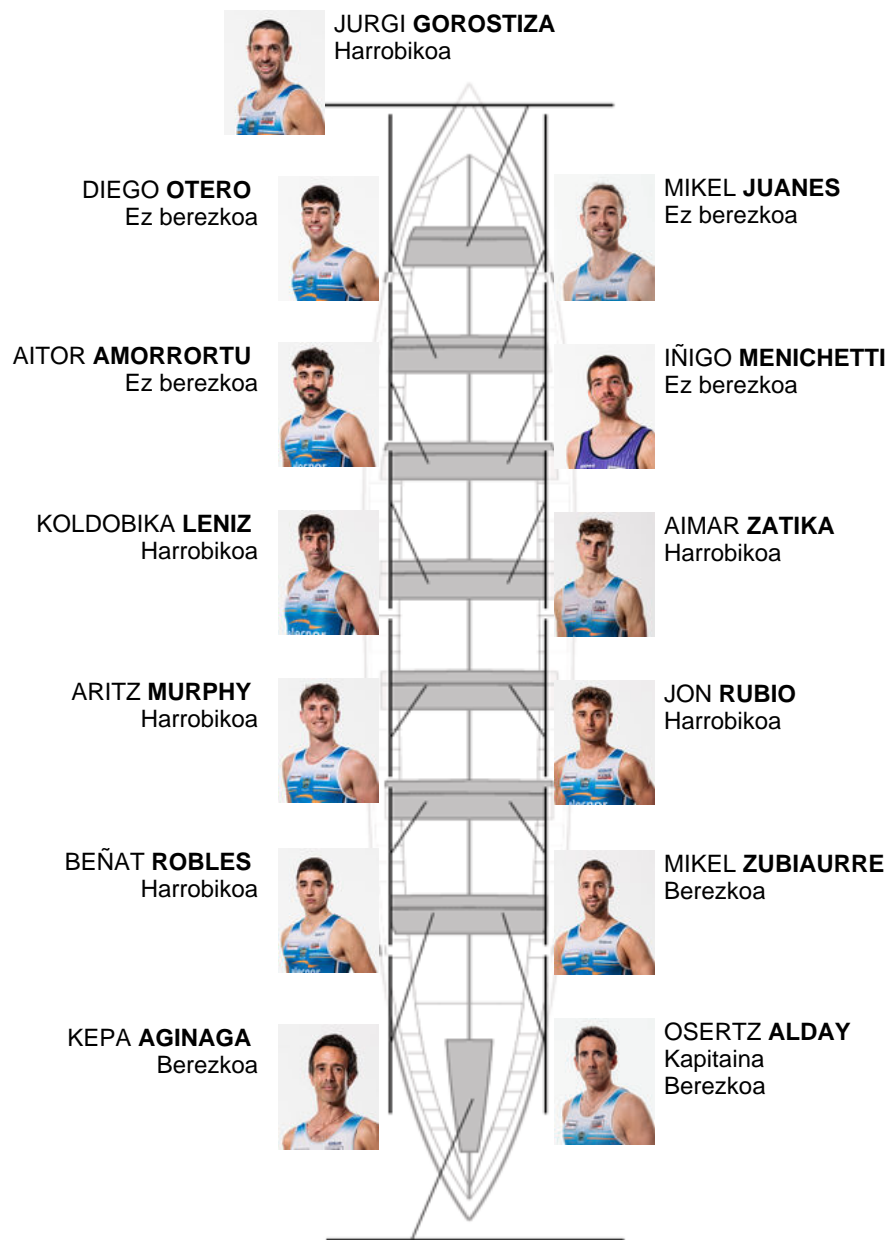 JURGI GOROSTIZA
Harrobikoa
DIEGO OTERO
Ez berezkoa
MIKEL JUANES
Ez berezkoa
AITOR AMORRORTU
Ez berezkoa
IÑIGO MENICHETTI
Ez berezkoa
KOLDOBIKA LENIZ
Harrobikoa
AIMAR ZATIKA
Harrobikoa
ARITZ MURPHY
Harrobikoa
JON RUBIO
Harrobikoa
BEÑAT ROBLES
Harrobikoa
MIKEL ZUBIAURRE
Berezkoa
KEPA AGINAGA
Berezkoa
OSERTZ ALDAY
Kapitaina
Berezkoa